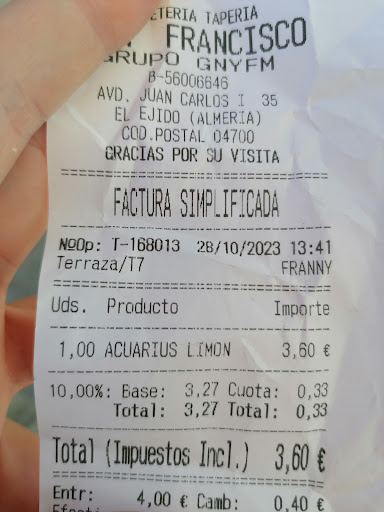 ETERIA TAPERIA
FRANCISCO
GRUPO GNYFM
B-56006646
AVD. JUAN CARLOS I 35
EL EJIDO (ALMERIA)
COD.POSTAL 04700
GRACIAS POR SU VISITA
FACTURA SIMPLIFICADA
NºOp: T-168013 28/10/2023 13:41
Terraza/T7 FRANNY
Uds. Producto Importe
1,00 ACUARIUS LIMON 3,60 €
10,00%: Base: 3,27 Cuota: 0,33
Total: 3,27 Total: 0,33
Total (Impuestos Incl.) 3,60 €
Entr: 4,00 € Camb: 0,40 €